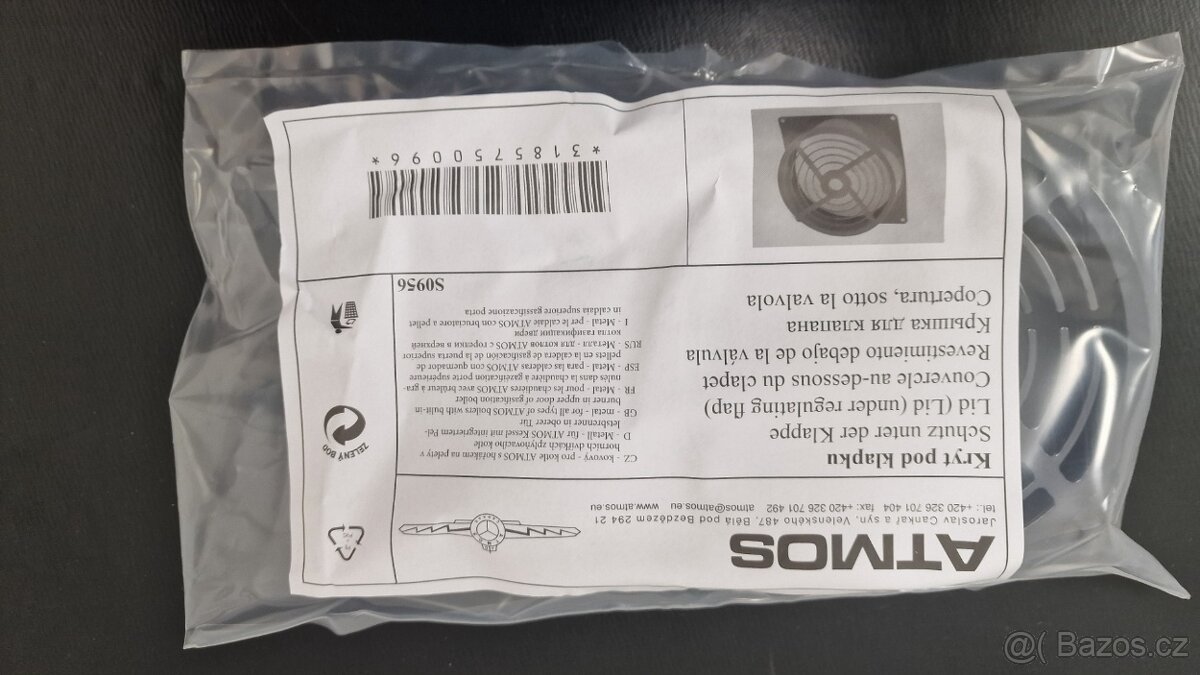 ATMOS
Jaroslav Cankař a syn. Velenského 487, Bělá pod Bezdězem 294 21
tel.: +420 326 701 404 fax: +420 326 701 492 atmos@atmos.eu www.atmos.eu
Kryt pod klapku
Schutz unter der Klappe
Lid (Lid (under regulating flap)
Couvercle au-dessous du clapet
Revestimiento debajo de la válvula
Крышка для клапана
Copertura, sotto la valvola
CZ - kovový - pro kotle ATMOS s hořákem na pelety v
horních dvířkách zplyňovacího kotle
D - Metall - für ATMOS Kessel mit integriertem Pel-
letsbrenner in oberer Tür
GB - metal - for all types of ATMOS boilers with built-in
burner in upper door of gasification boiler
FR - Metal - pour les chaudières ATMOS avec brûleur à gra-
nulés dans la chaudière à gazéification porte supérieure
ESP - Metal - para las calderas ATMOS con quemador de
pellets en la caldera de gasificación de la puerta superior
RUS - Металл - для котлов ATMOS с горелки в верхней
котла газификации двери
I - Metal - per le caldaie ATMOS con bruciatore a pellet
in caldaia superiore gassificazione porta
S0956
*3185750096*
ZELENÝ BOD
@( Bazos.cz